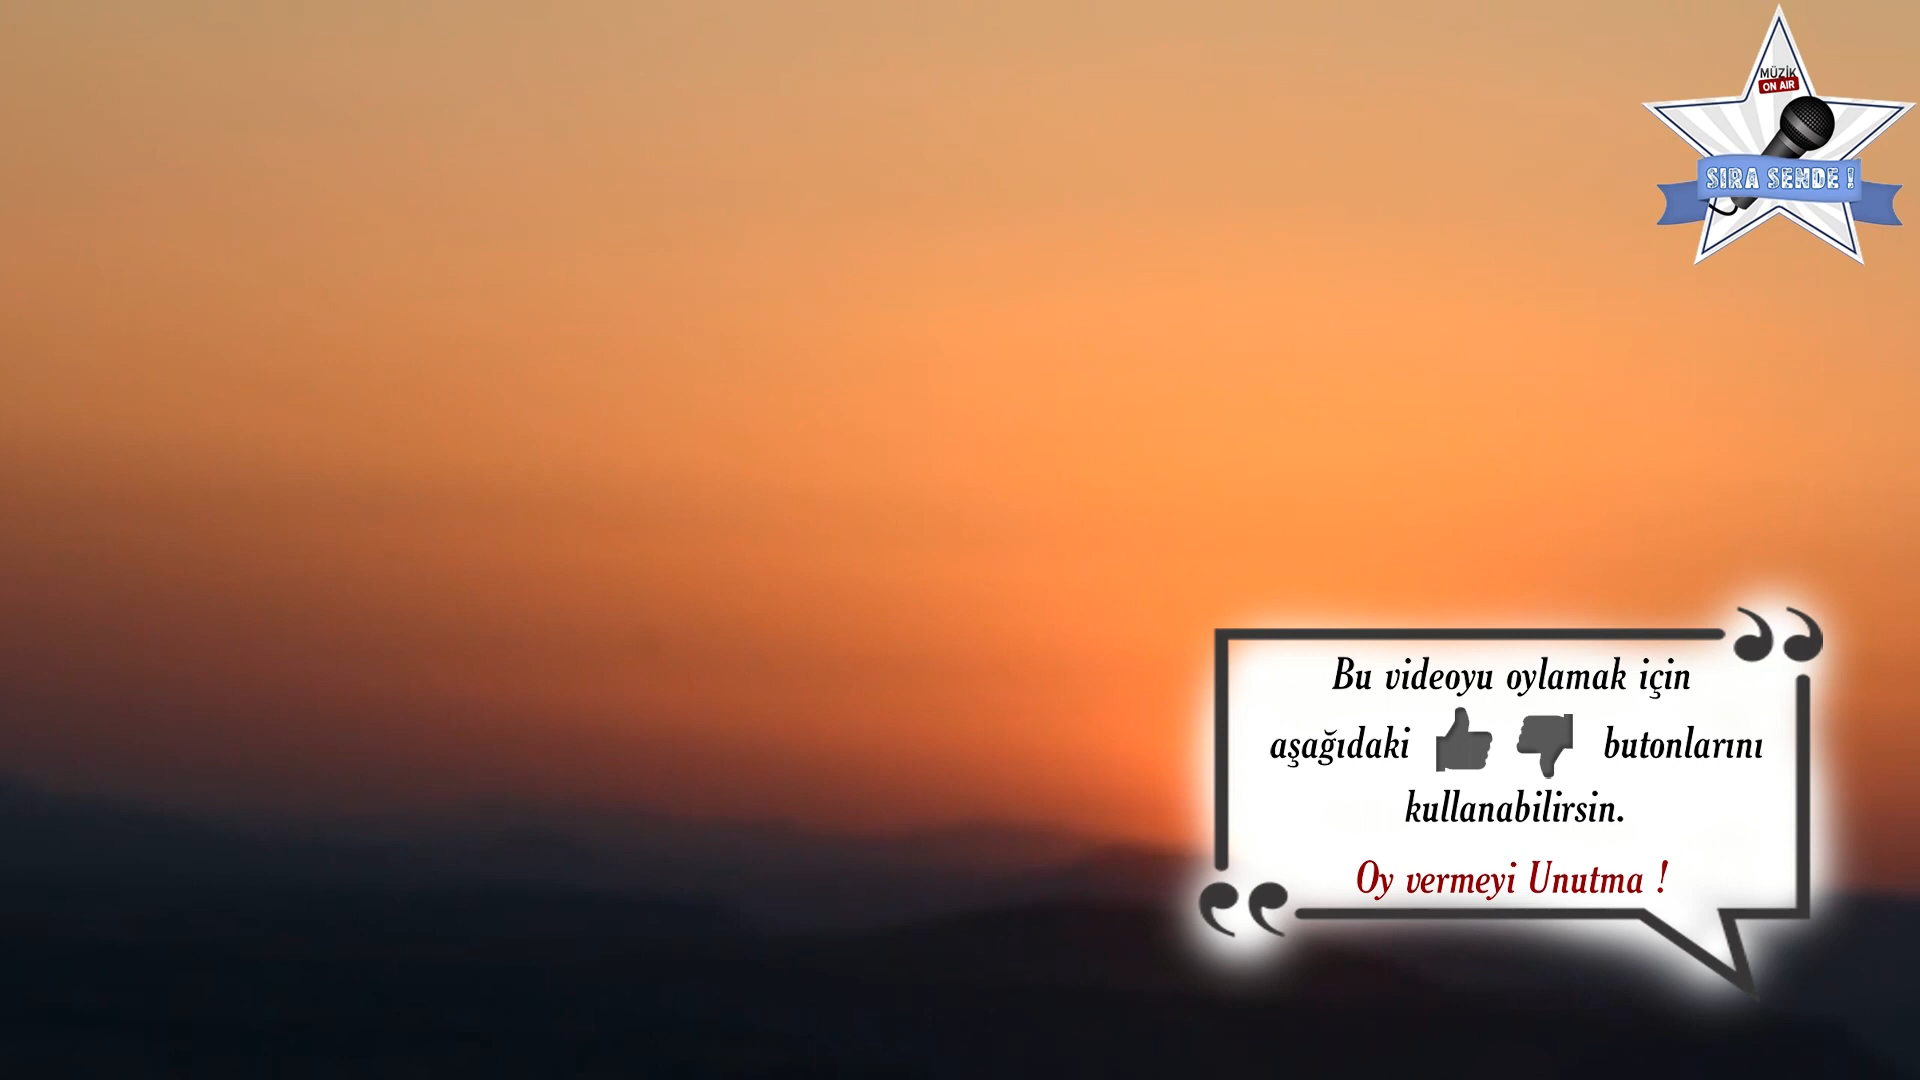 MÜZİK
ON AIR
SIRA SENDE !
Bu videoyu oylamak için
aşağıdaki butonlarını
kullanabilirsin.
Oy vermeyi Unutma !